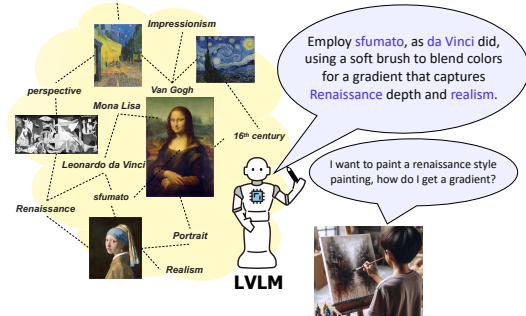 Impressionism
perspective
Van Gogh
Mona Lisa
16th century
Leonardo da Vinci
sfumato
Renaissance
Portrait
Realism
LVLM
Employ sfumato, as da Vinci did,
using a soft brush to blend colors
for a gradient that captures
Renaissance depth and realism.
I want to paint a renaissance style
painting, how do I get a gradient?